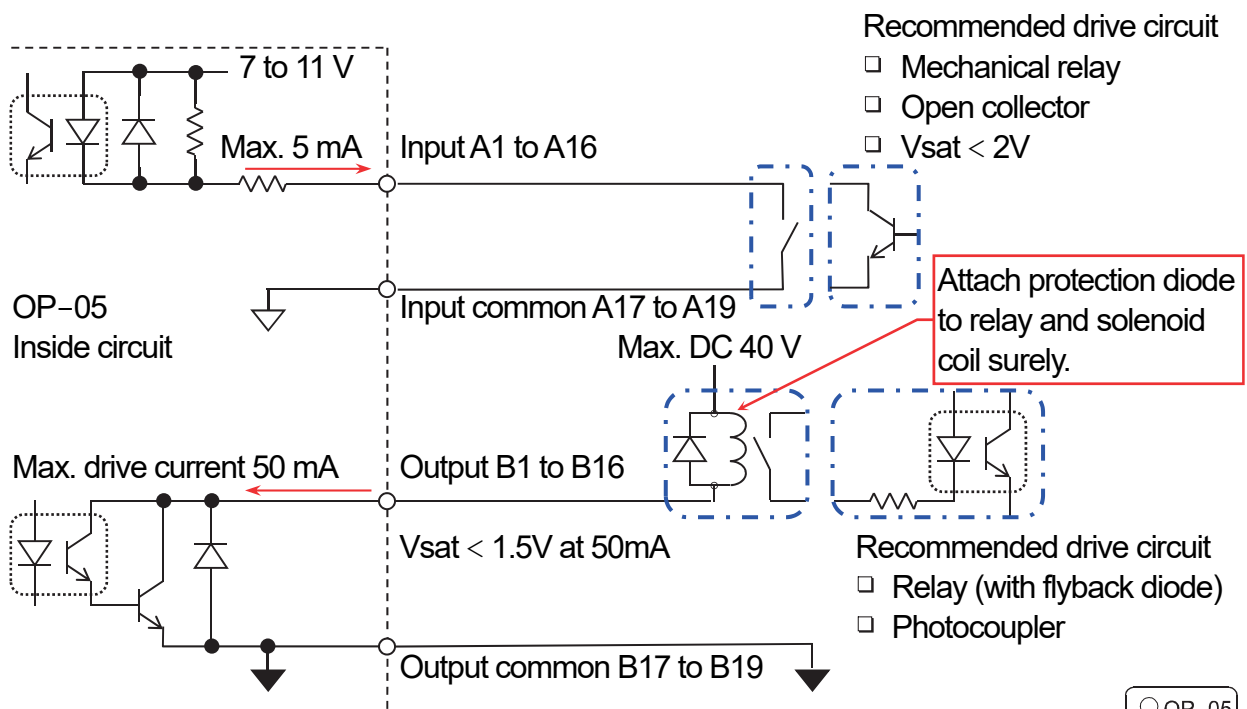 Recommended drive circuit
❑ Mechanical relay
❑ Open collector
❑ Vsat < 2V
7 to 11 V
Max. 5 mA
Input A1 to A16
Input common A17 to A19
OP−05
Inside circuit
Attach protection diode
to relay and solenoid
coil surely.
Max. DC 40 V
Max. drive current 50 mA
Output B1 to B16
Vsat < 1.5V at 50mA
Output common B17 to B19
Recommended drive circuit
❑ Relay (with flyback diode)
❑ Photocoupler
OP−05